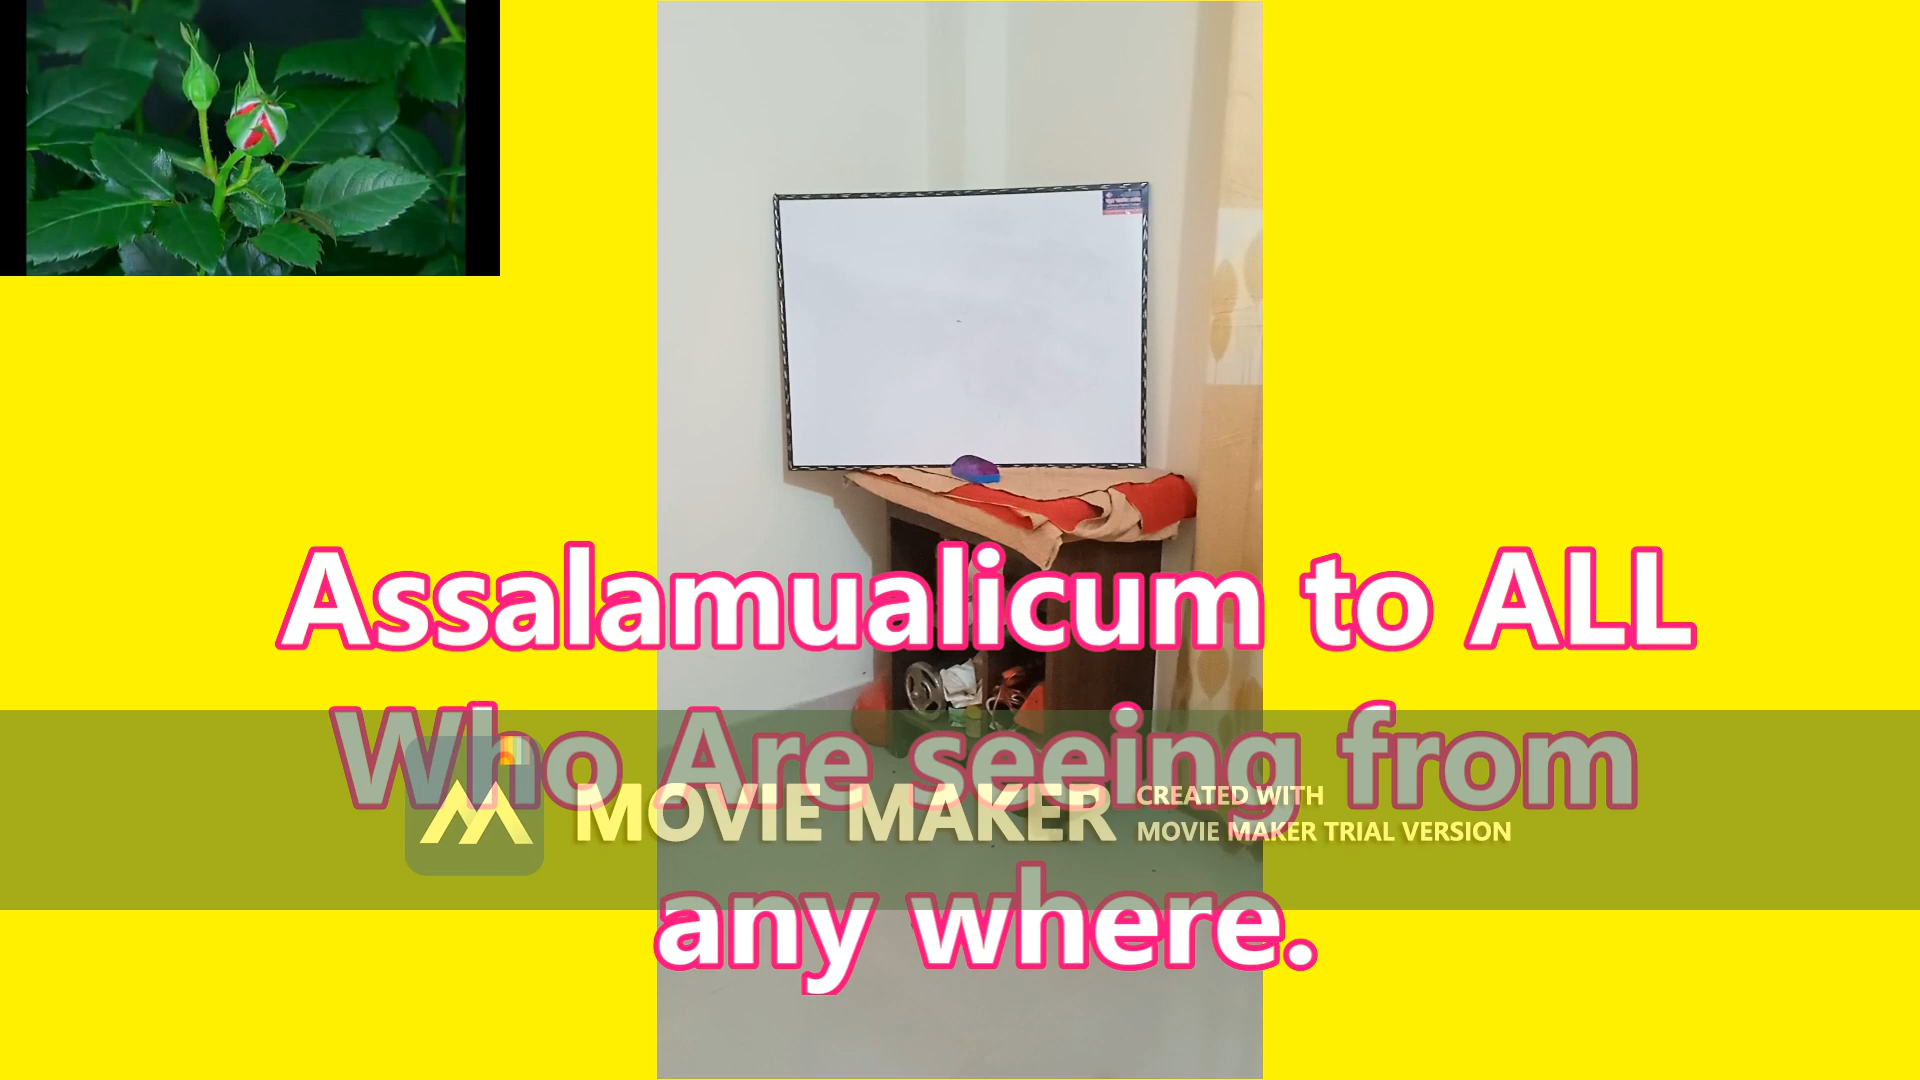 Assalamualicum to ALL
Who Are seeing from
MOVIE MAKER
CREATED WITH
MOVIE MAKER TRIAL VERSION
any where.